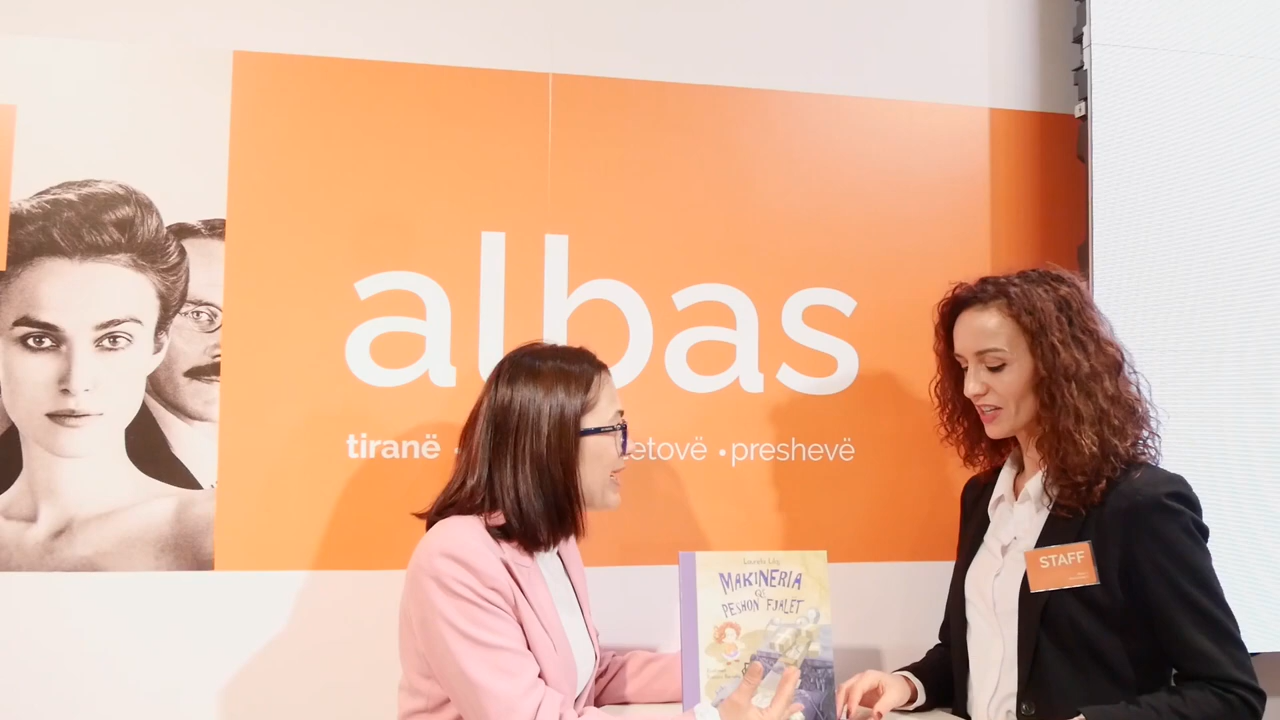 albas
tiranë • etovë • preshevë
STAFF
MAKINERIA
QË
PESHON FJALËT